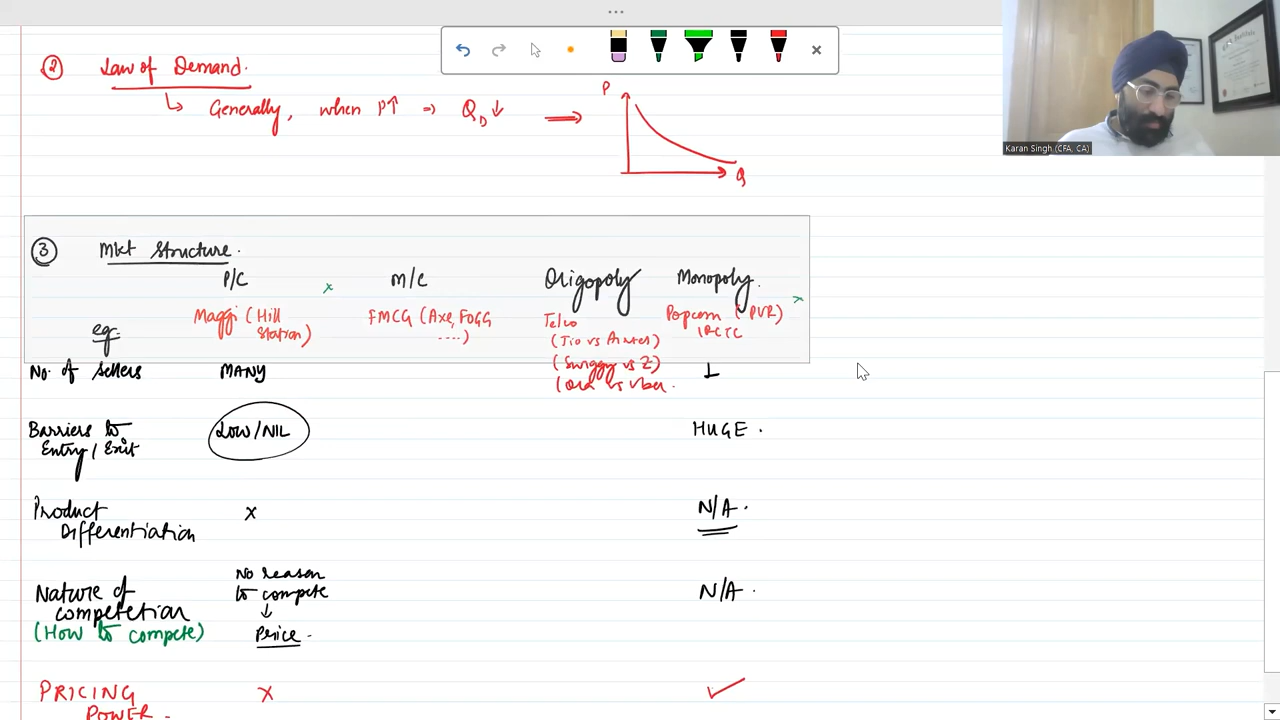 ② Law of Demand.
↳ Generally, when P↑ ⇒ QD↓ ⟹
P
Q
Karan Singh (CFA, CA)
③ Mkt Structure.
P/C M/C Oligopoly Monopoly.
eg. Maggi (Hill Station) FMCG (Axe, FOGG ....) Telco (Jio vs Airtel) (Swiggy vs Z) (Ola vs Uber. Popcorn (PVR) IRCTC
No. of Sellers MANY 1
Barriers to Entry/Exit LOW/NIL HUGE.
Product Differentiation x N/A.
Nature of competetion (How to compete) No reason to compete ↓ Price. N/A.
PRICING POWER. x ✓